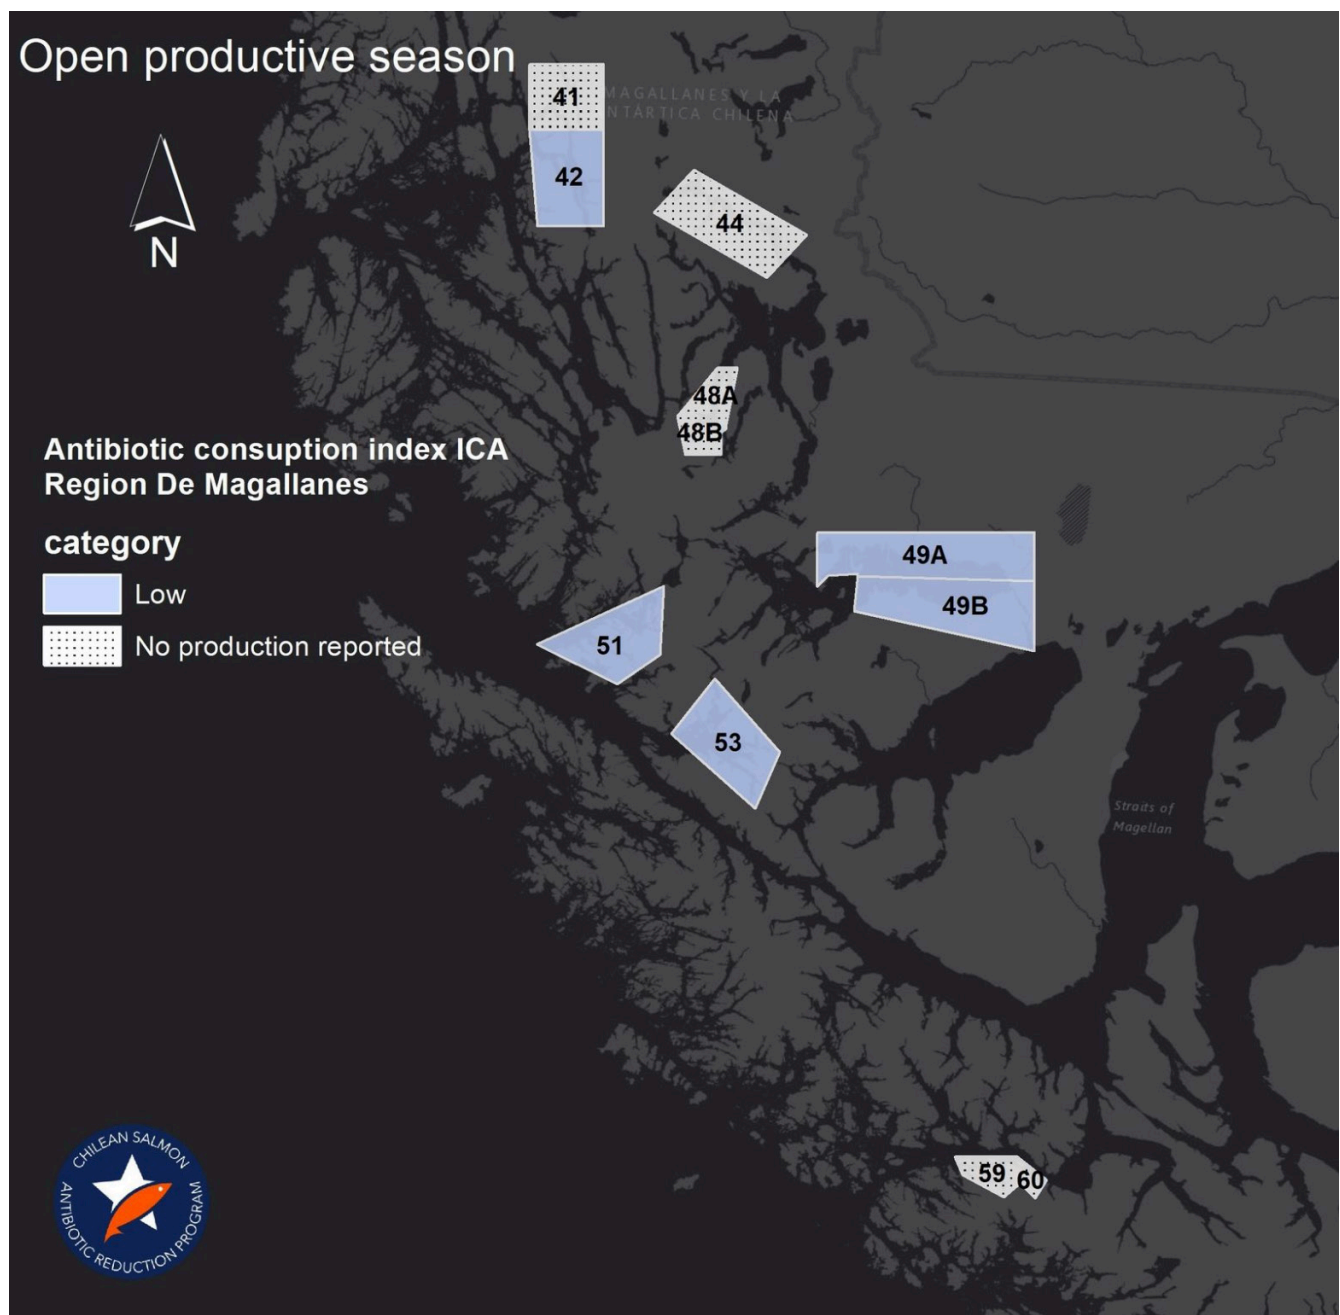 Open productive season
41
MAGALLANES Y LA
ANTÁRTICA CHILENA
42
N
44
48A
48B
Antibiotic consuption index ICA
Region De Magallanes
category
Low
No production reported
49A
49B
51
53
Straits of
Magellan
59
60
CHILEAN SALMON
ANTIBIOTIC REDUCTION PROGRAM